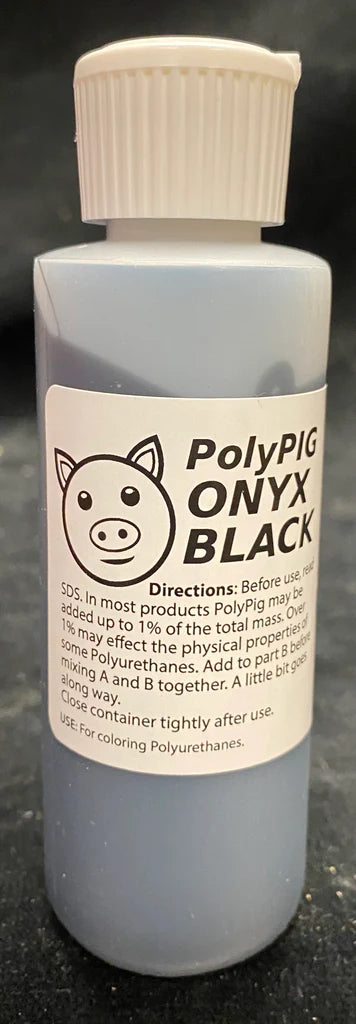 PolyPIG
ONYX
BLACK
Directions: Before use, read
SDS. In most products PolyPig may be
added up to 1% of the total mass. Over
1% may effect the physical properties of
some Polyurethanes. Add to part B before
mixing A and B together. A little bit goes
along way.
Close container tightly after use.
USE: For coloring Polyurethanes.